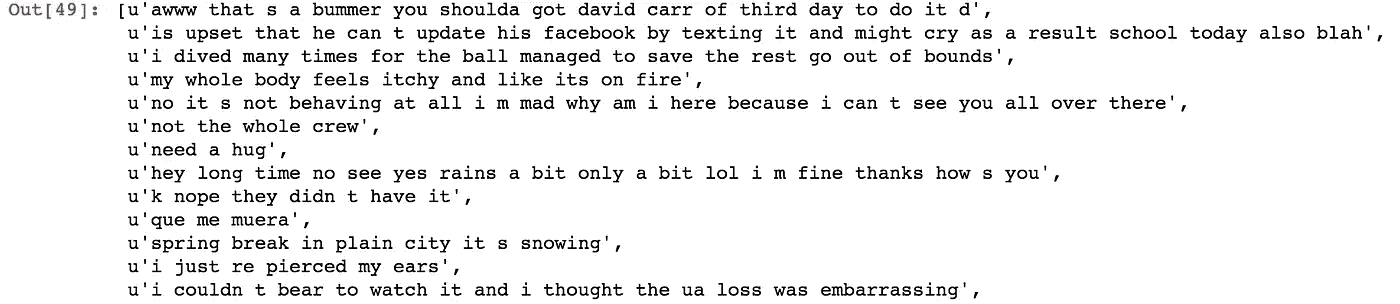 Out[49]: [u'awww that s a bummer you shoulda got david carr of third day to do it d',
u'is upset that he can t update his facebook by texting it and might cry as a result school today also blah',
u'i dived many times for the ball managed to save the rest go out of bounds',
u'my whole body feels itchy and like its on fire',
u'no it s not behaving at all i m mad why am i here because i can t see you all over there',
u'not the whole crew',
u'need a hug',
u'hey long time no see yes rains a bit only a bit lol i m fine thanks how s you',
u'k nope they didn t have it',
u'que me muera',
u'spring break in plain city it s snowing',
u'i just re pierced my ears',
u'i couldn t bear to watch it and i thought the ua loss was embarrassing',